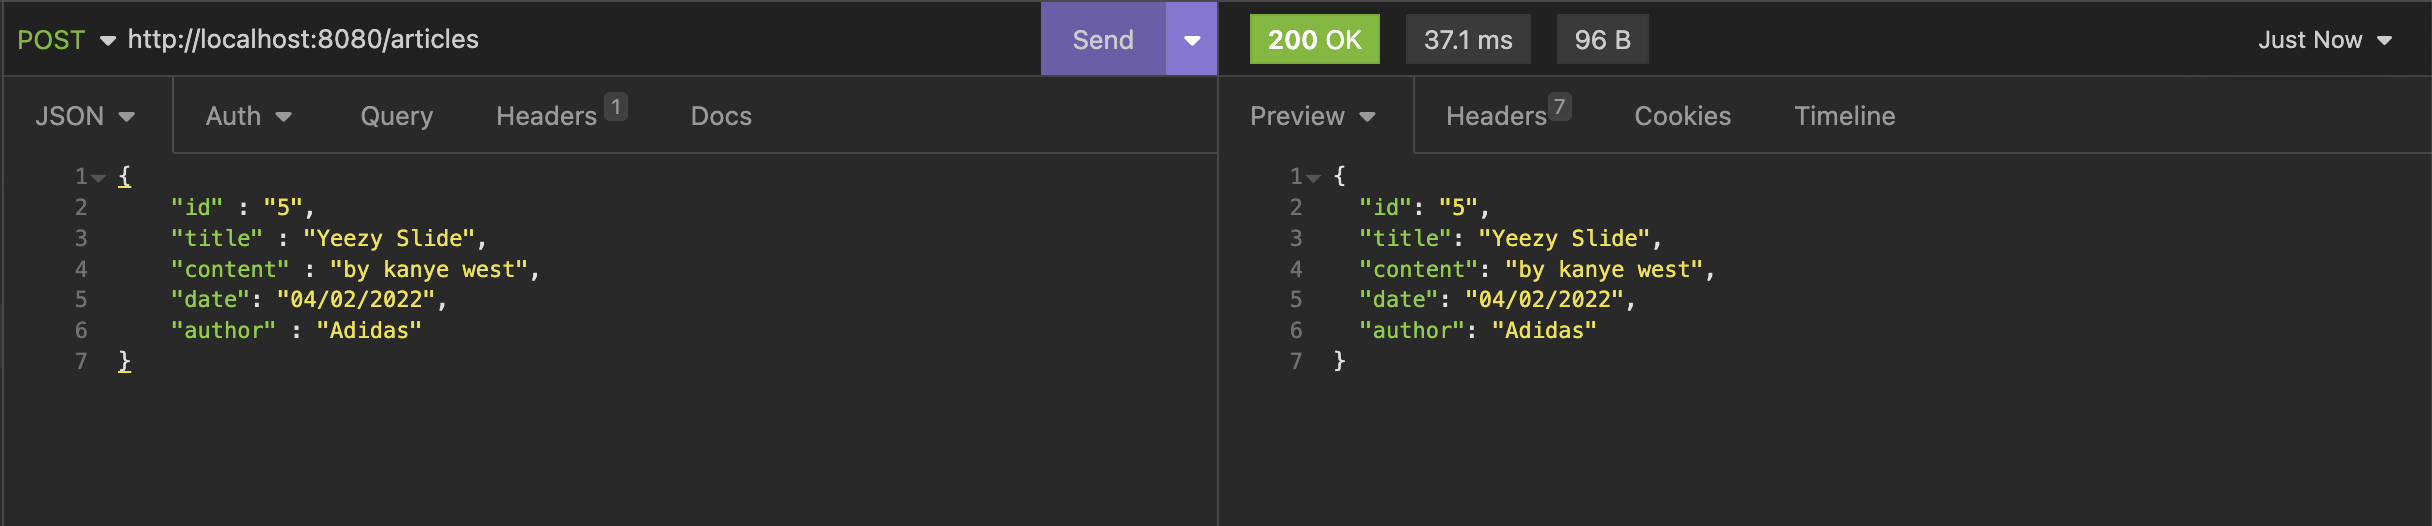 POST http://localhost:8080/articles Send 200 OK 37.1 ms 96 B Just Now
JSON Auth Query Headers 1 Docs Preview Headers 7 Cookies Timeline
1 {
2 "id" : "5",
3 "title" : "Yeezy Slide",
4 "content" : "by kanye west",
5 "date": "04/02/2022",
6 "author" : "Adidas"
7 }
1 {
2 "id": "5",
3 "title": "Yeezy Slide",
4 "content": "by kanye west",
5 "date": "04/02/2022",
6 "author": "Adidas"
7 }